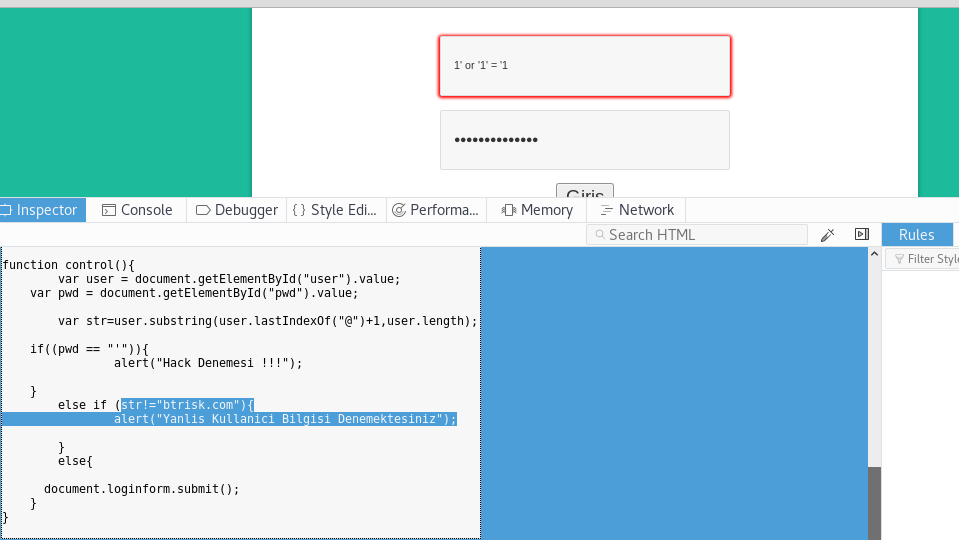 1' or '1' = '1
••••••••••••••
Giris
Inspector Console Debugger Style Edi... Performa... Memory Network
Search HTML Rules
Filter Style
function control(){
var user = document.getElementById("user").value;
var pwd = document.getElementById("pwd").value;
var str=user.substring(user.lastIndexOf("@")+1,user.length);
if((pwd == "'")){
alert("Hack Denemesi !!!");
}
else if (str!="btrisk.com"){
alert("Yanlis Kullanici Bilgisi Denemektesiniz");
}
else{
document.loginform.submit();
}
}